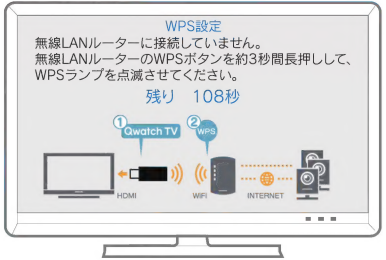 WPS設定
無線LANルーターに接続していません。
無線LANルーターのWPSボタンを約3秒間長押しして、
WPSランプを点滅させてください。
残り 108秒
① Qwatch TV
② WPS
HDMI
WiFi
INTERNET